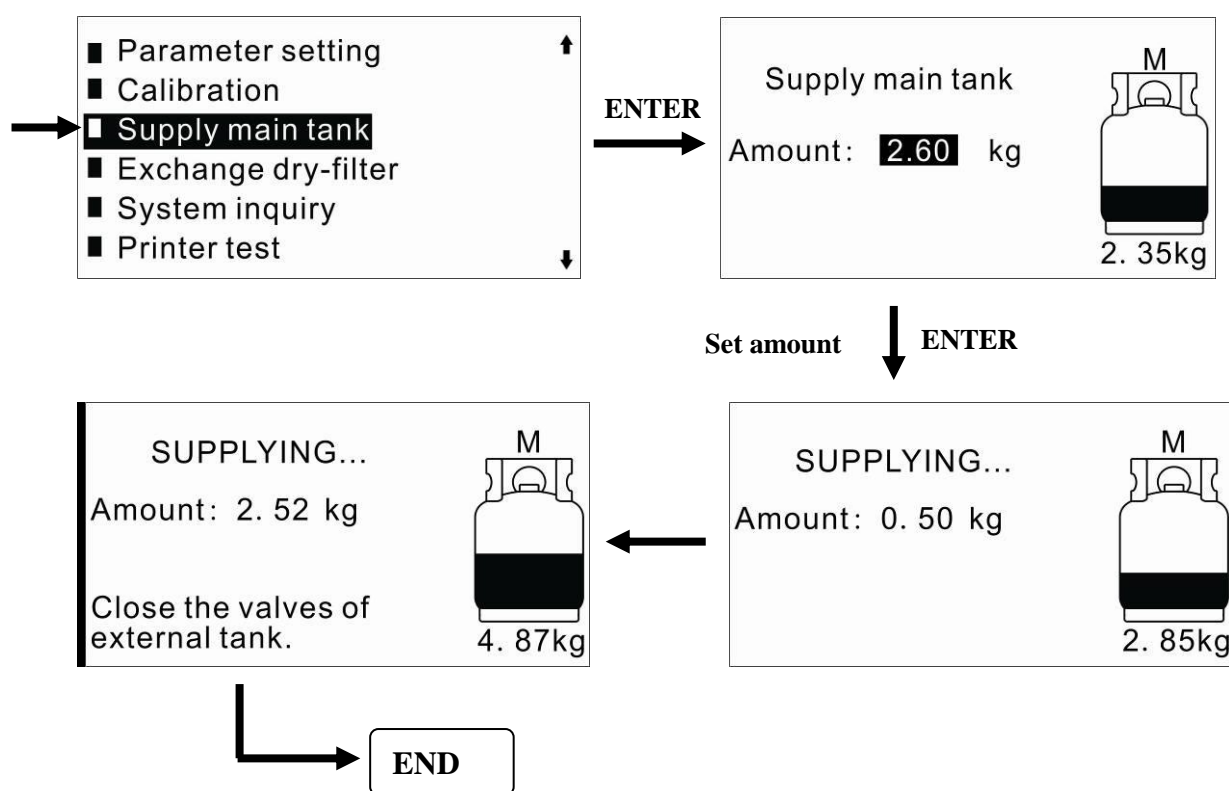 Parameter setting
Calibration
Supply main tank
Exchange dry-filter
System inquiry
Printer test
ENTER
M
Supply main tank
Amount: 2.60 kg
2. 35kg
Set amount
ENTER
M
SUPPLYING...
Amount: 0. 50 kg
2. 85kg
M
SUPPLYING...
Amount: 2. 52 kg
Close the valves of
external tank.
4. 87kg
END